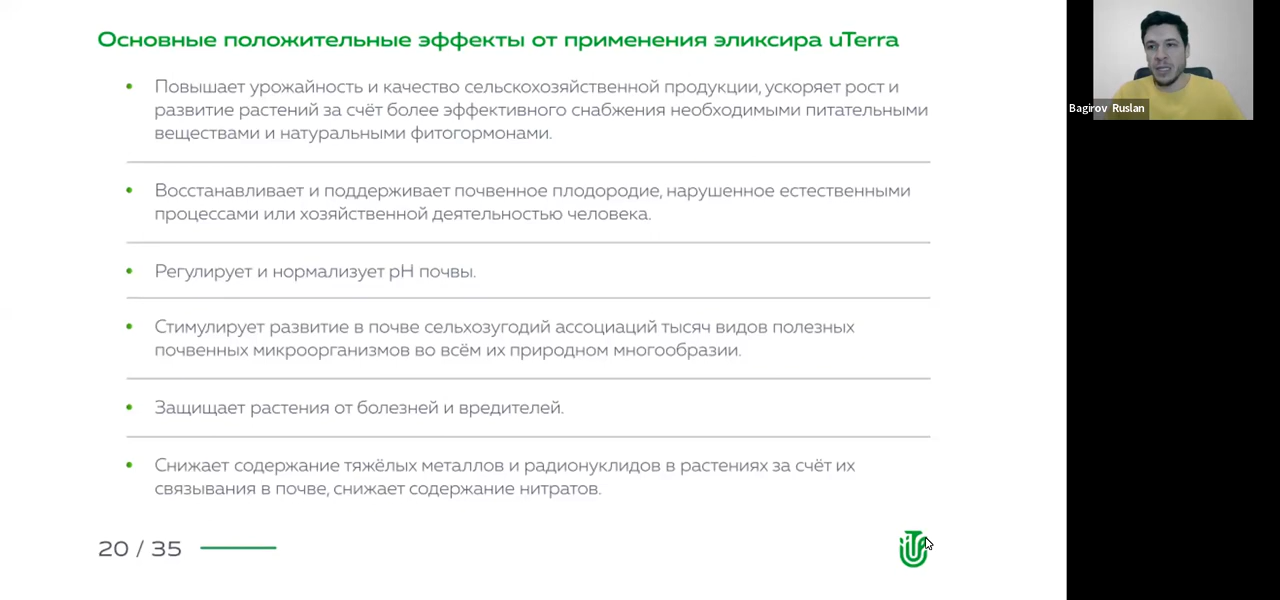 Основные положительные эффекты от применения эликсира uTerra
Повышает урожайность и качество сельскохозяйственной продукции, ускоряет рост и
развитие растений за счёт более эффективного снабжения необходимыми питательными
веществами и натуральными фитогормонами.
Восстанавливает и поддерживает почвенное плодородие, нарушенное естественными
процессами или хозяйственной деятельностью человека.
Регулирует и нормализует pH почвы.
Стимулирует развитие в почве сельхозугодий ассоциаций тысяч видов полезных
почвенных микроорганизмов во всём их природном многообразии.
Защищает растения от болезней и вредителей.
Снижает содержание тяжёлых металлов и радионуклидов в растениях за счёт их
связывания в почве, снижает содержание нитратов.
20 / 35
Bagirov Ruslan